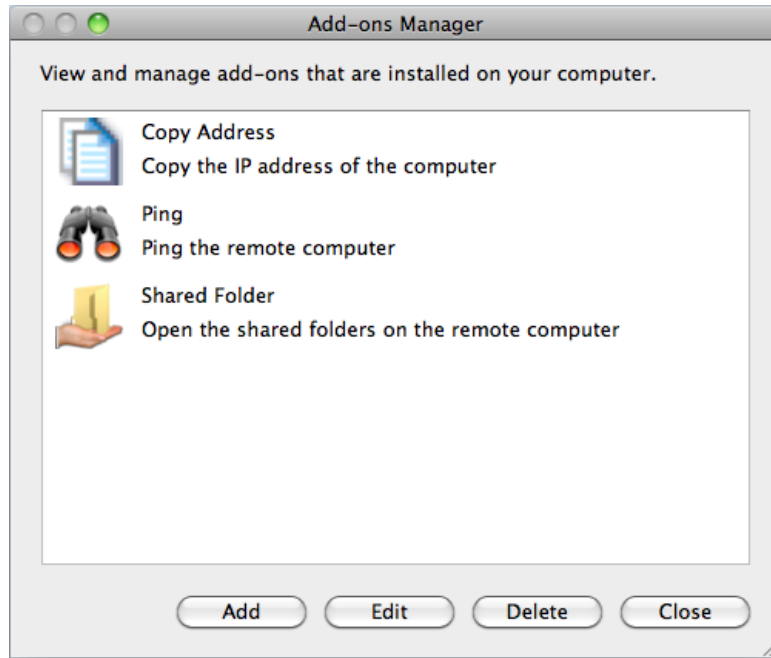 Add-ons Manager
View and manage add-ons that are installed on your computer.
Copy Address
Copy the IP address of the computer
Ping
Ping the remote computer
Shared Folder
Open the shared folders on the remote computer
Add Edit Delete Close